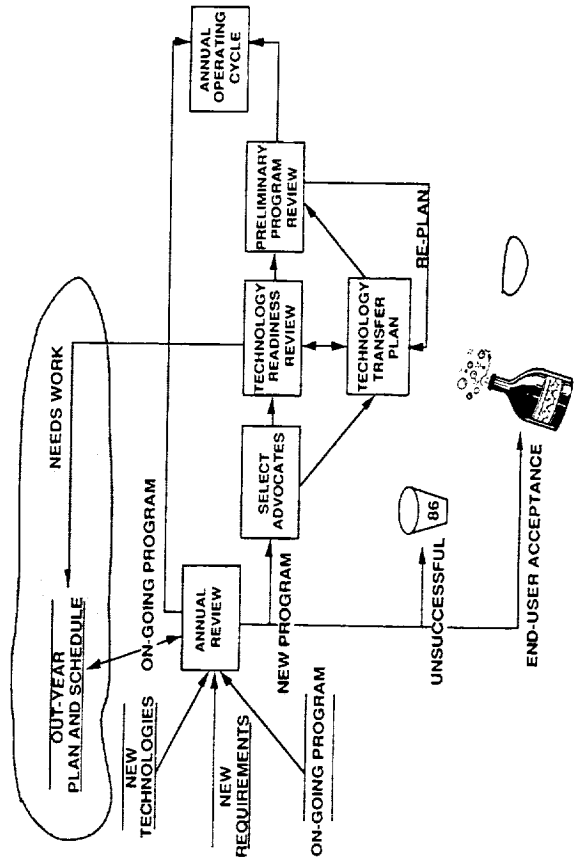 OUT-YEAR
PLAN AND SCHEDULE
NEEDS WORK
NEW
TECHNOLOGIES
NEW
REQUIREMENTS
ON-GOING PROGRAM
ANNUAL
REVIEW
ON-GOING PROGRAM
NEW PROGRAM
SELECT
ADVOCATES
TECHNOLOGY
READINESS
REVIEW
TECHNOLOGY
TRANSFER
PLAN
PRELIMINARY
PROGRAM
REVIEW
RE-PLAN
ANNUAL
OPERATING
CYCLE
UNSUCCESSFUL
86
END-USER ACCEPTANCE